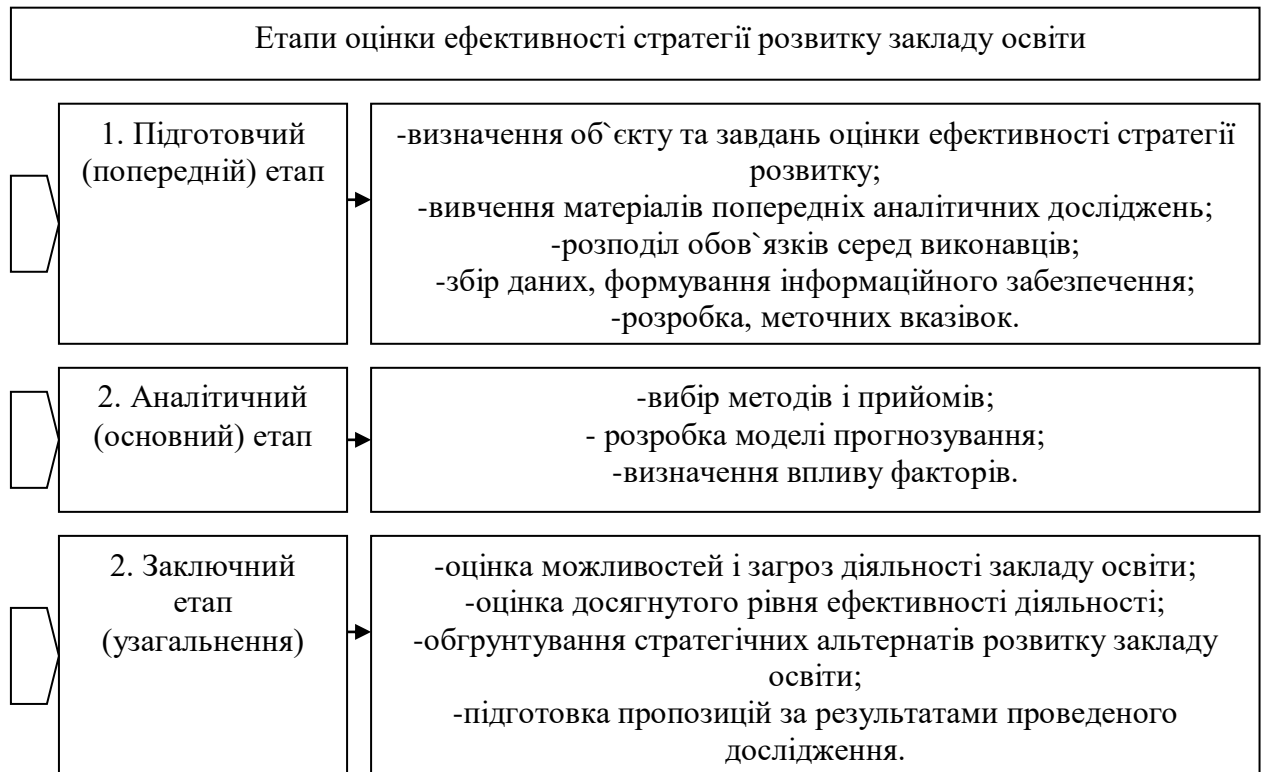 Етапи оцінки ефективності стратегії розвитку закладу освіти
1. Підготовчий
(попередній) етап
-визначення об`єкту та завдань оцінки ефективності стратегії
розвитку;
-вивчення матеріалів попередніх аналітичних досліджень;
-розподіл обов`язків серед виконавців;
-збір даних, формування інформаційного забезпечення;
-розробка, меточних вказівок.
2. Аналітичний
(основний) етап
-вибір методів і прийомів;
- розробка моделі прогнозування;
-визначення впливу факторів.
2. Заключний
етап
(узагальнення)
-оцінка можливостей і загроз діяльності закладу освіти;
-оцінка досягнутого рівня ефективності діяльності;
-обгрунтування стратегічних альтернатів розвитку закладу
освіти;
-підготовка пропозицій за результатами проведеного
дослідження.